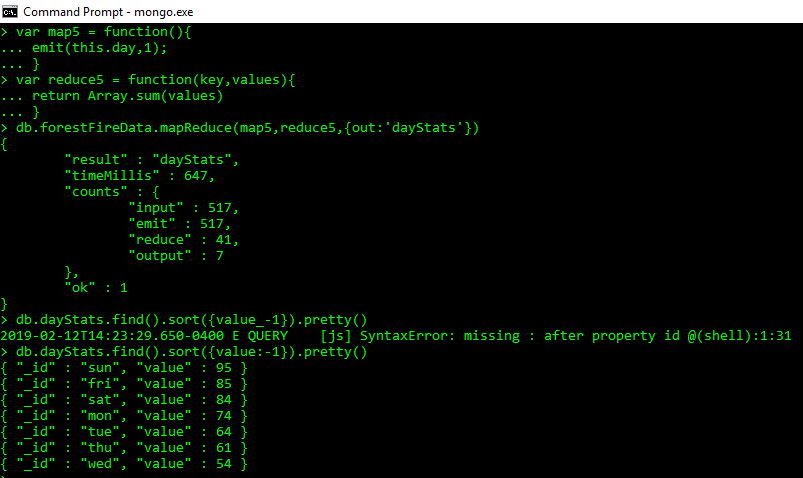 Command Prompt - mongo.exe
> var map5 = function(){
... emit(this.day,1);
... }
> var reduce5 = function(key,values){
... return Array.sum(values)
... }
> db.forestFireData.mapReduce(map5,reduce5,{out:'dayStats'})
{
        "result" : "dayStats",
        "timeMillis" : 647,
        "counts" : {
                "input" : 517,
                "emit" : 517,
                "reduce" : 41,
                "output" : 7
        },
        "ok" : 1
}
> db.dayStats.find().sort({value_-1}).pretty()
2019-02-12T14:23:29.650-0400 E QUERY    [js] SyntaxError: missing : after property id @(shell):1:31
> db.dayStats.find().sort({value:-1}).pretty()
{ "_id" : "sun", "value" : 95 }
{ "_id" : "fri", "value" : 85 }
{ "_id" : "sat", "value" : 84 }
{ "_id" : "mon", "value" : 74 }
{ "_id" : "tue", "value" : 64 }
{ "_id" : "thu", "value" : 61 }
{ "_id" : "wed", "value" : 54 }